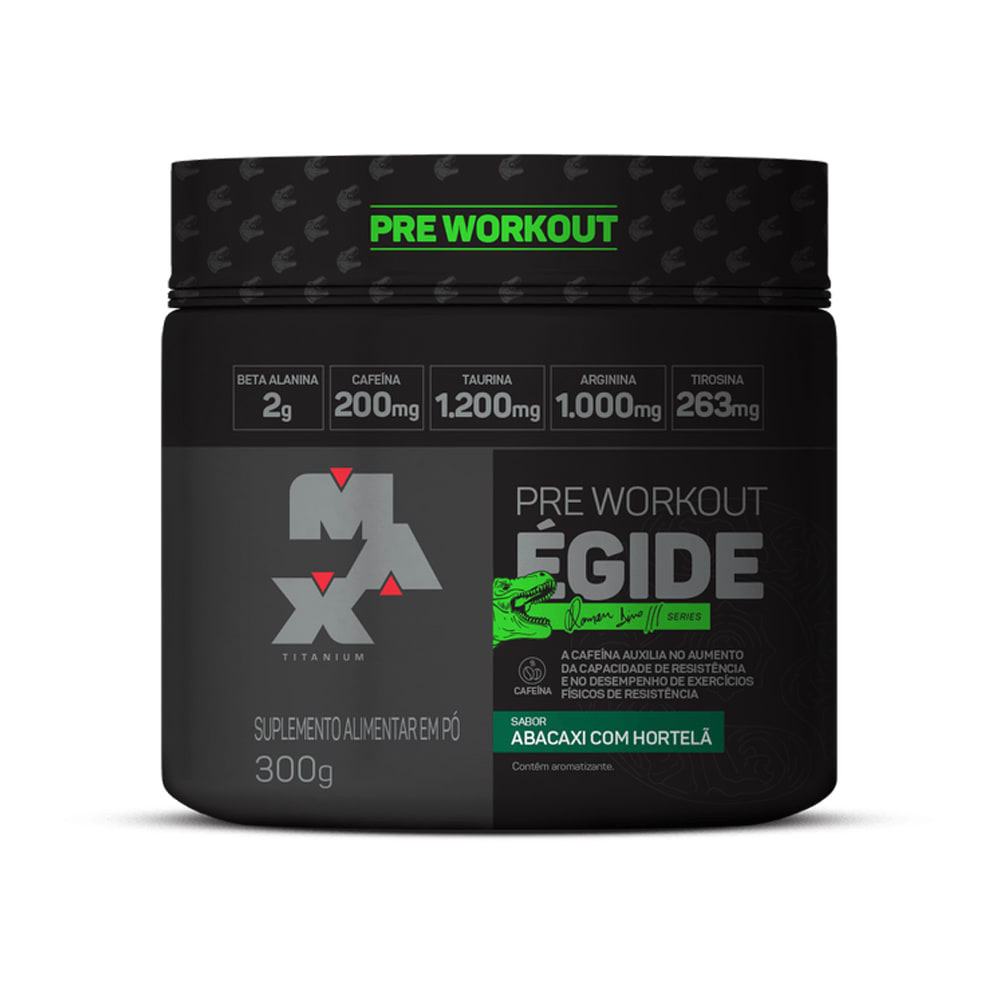 PRE WORKOUT
BETA ALANINA
2g
CAFEÍNA
200mg
TAURINA
1.200mg
ARGININA
1.000mg
TIROSINA
263mg
MAX
TITANIUM
SUPLEMENTO ALIMENTAR EM PÓ
300g
PRE WORKOUT
ÉGIDE
SERIES
CAFEÍNA
A CAFEÍNA AUXILIA NO AUMENTO
DA CAPACIDADE DE RESISTÊNCIA
E NO DESEMPENHO DE EXERCÍCIOS
FÍSICOS DE RESISTÊNCIA
SABOR
ABACAXI COM HORTELÃ
Contém aromatizante.